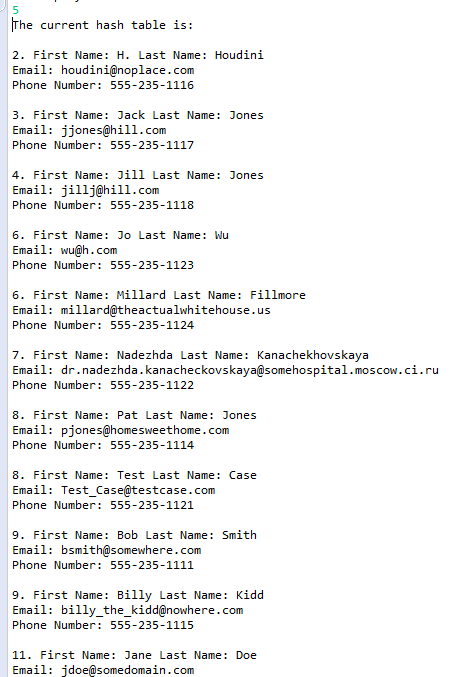 5
The current hash table is:
2. First Name: H. Last Name: Houdini
Email: houdini@noplace.com
Phone Number: 555-235-1116
3. First Name: Jack Last Name: Jones
Email: jjones@hill.com
Phone Number: 555-235-1117
4. First Name: Jill Last Name: Jones
Email: jillj@hill.com
Phone Number: 555-235-1118
6. First Name: Jo Last Name: Wu
Email: wu@h.com
Phone Number: 555-235-1123
6. First Name: Millard Last Name: Fillmore
Email: millard@theactualwhitehouse.us
Phone Number: 555-235-1124
7. First Name: Nadezhda Last Name: Kanachekhovskaya
Email: dr.nadezhda.kanacheckovskaya@somehospital.moscow.ci.ru
Phone Number: 555-235-1122
8. First Name: Pat Last Name: Jones
Email: pjones@homesweethome.com
Phone Number: 555-235-1114
8. First Name: Test Last Name: Case
Email: Test_Case@testcase.com
Phone Number: 555-235-1121
9. First Name: Bob Last Name: Smith
Email: bsmith@somewhere.com
Phone Number: 555-235-1111
9. First Name: Billy Last Name: Kidd
Email: billy_the_kidd@nowhere.com
Phone Number: 555-235-1115
11. First Name: Jane Last Name: Doe
Email: jdoe@somedomain.com